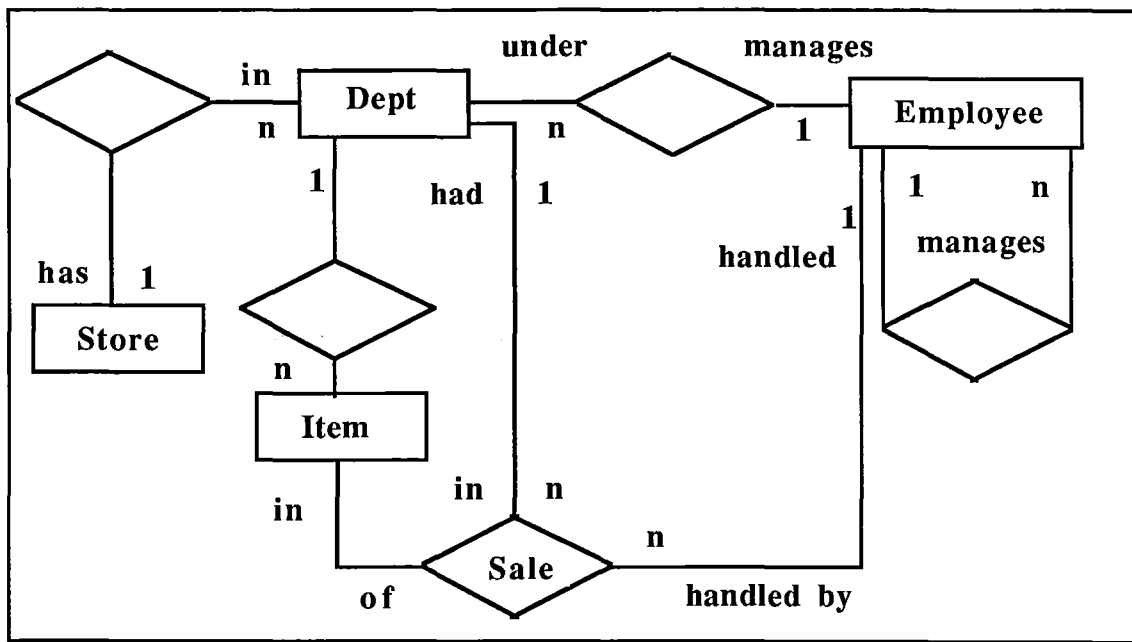 under
manages
in
n
Dept
n
1
Employee
1
had
1
1
handled
1
n
manages
has
1
Store
n
Item
in
in
n
n
of
Sale
handled by